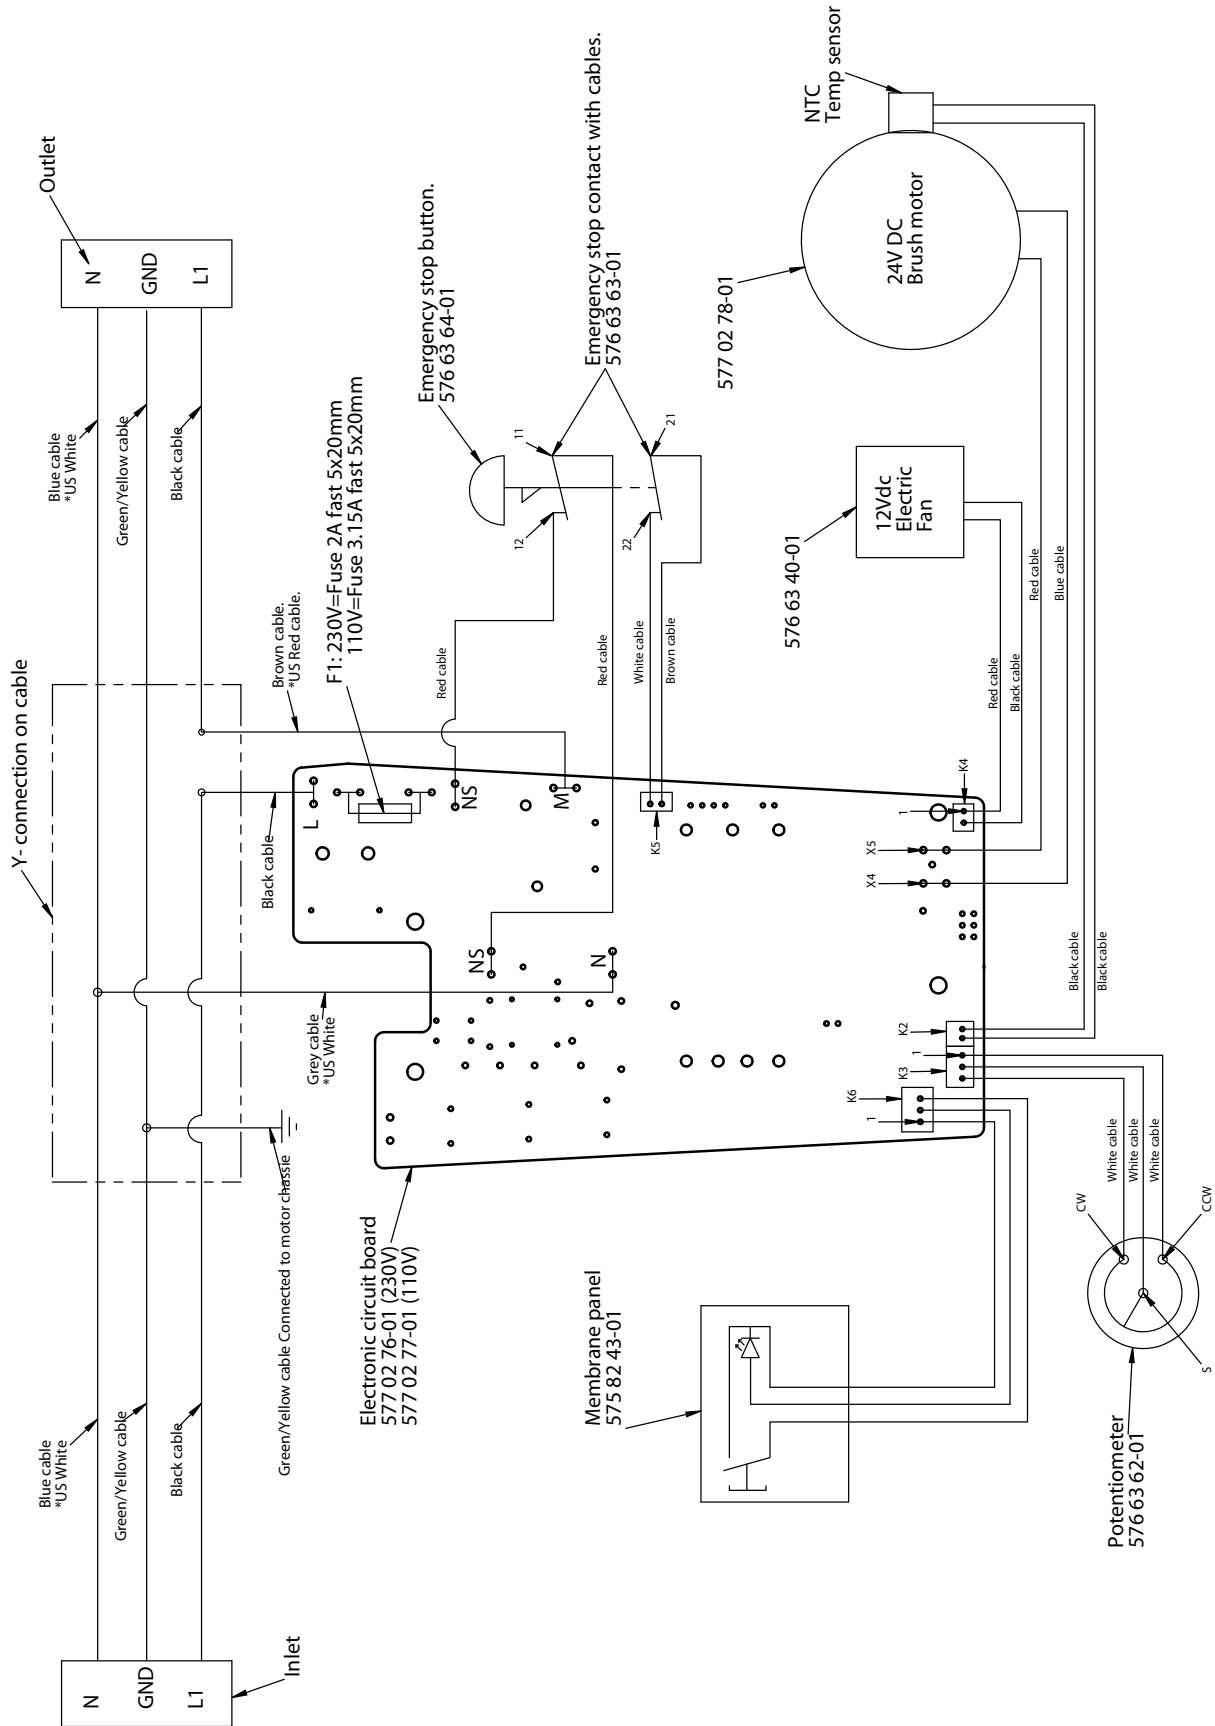 Y- connection on cable
Outlet
N
GND
L1
Blue cable
*US White
Green/Yellow cable
Black cable
Inlet
N
GND
L1
Blue cable
*US White
Green/Yellow cable
Black cable
Green/Yellow cable Connected to motor chassie
Grey cable
*US White
Black cable
Brown cable.
*US Red cable.
F1: 230V=Fuse 2A fast 5x20mm
110V=Fuse 3.15A fast 5x20mm
Emergency stop button.
576 63 64-01
Emergency stop contact with cables.
576 63 63-01
12
11
22
21
Red cable
Red cable
White cable
Brown cable
L
NS
M
NS
N
K5
Electronic circuit board
577 02 76-01 (230V)
577 02 77-01 (110V)
Membrane panel
575 82 43-01
1
K6
K3
1
K2
X4
X5
1
K4
Black cable
Black cable
Red cable
Black cable
Red cable
Blue cable
576 63 40-01
12Vdc
Electric
Fan
577 02 78-01
24V DC
Brush motor
NTC
Temp sensor
Potentiometer
576 63 62-01
CW
CCW
S
White cable
White cable
White cable